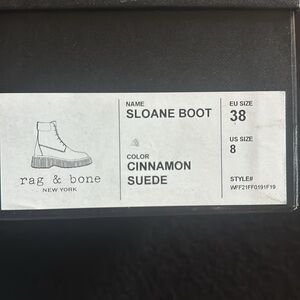 rag & bone
NEW YORK
NAME
SLOANE BOOT
COLOR
CINNAMON
SUEDE
EU SIZE
38
US SIZE
8
STYLE#
WFF21FF0191F19